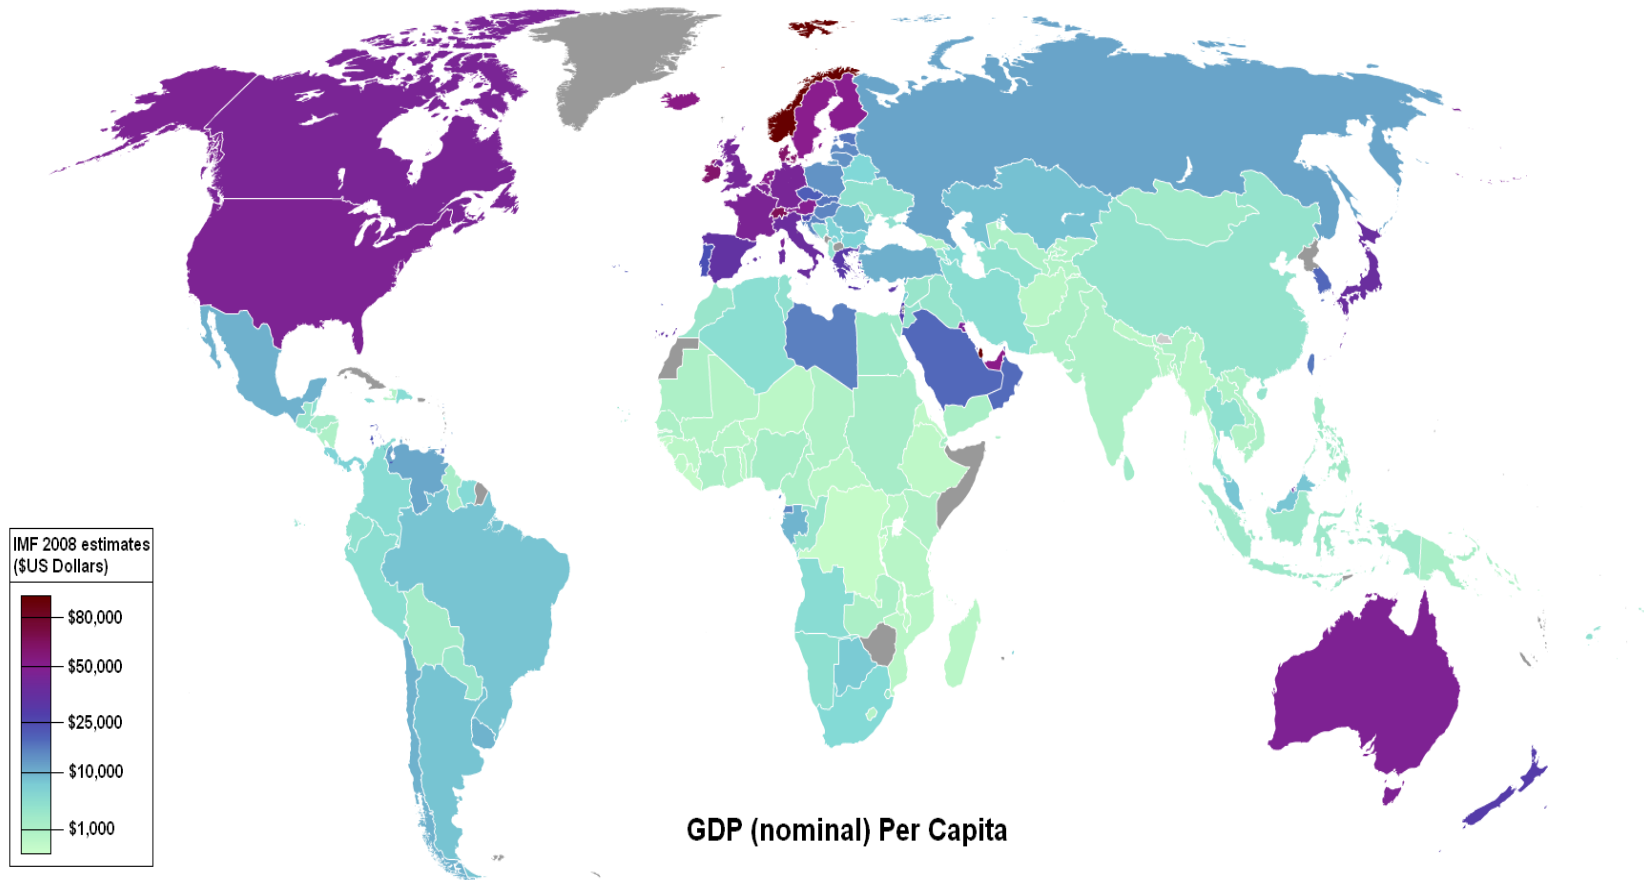 IMF 2008 estimates
($US Dollars)
$80,000
$50,000
$25,000
$10,000
$1,000
GDP (nominal) Per Capita